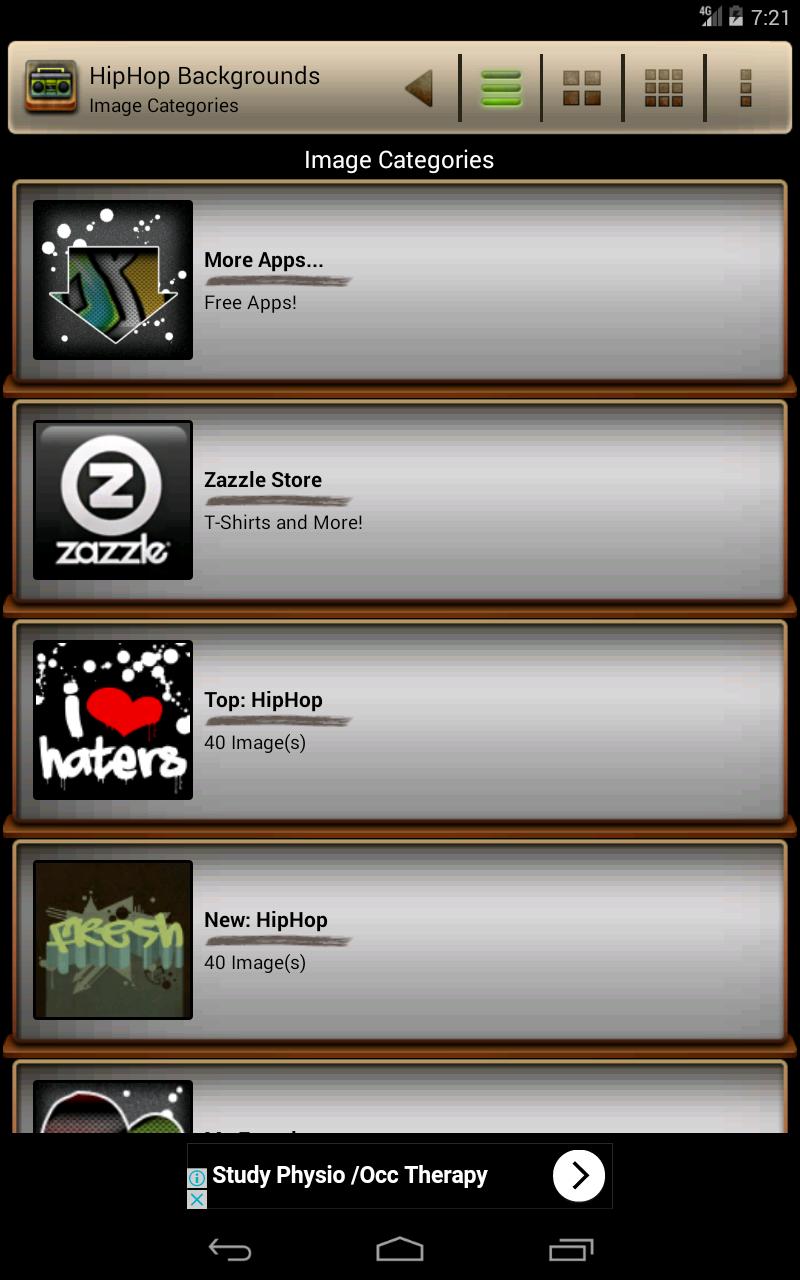 4G 7:21
HipHop Backgrounds
Image Categories
Image Categories
More Apps...
Free Apps!
zazzle
Zazzle Store
T-Shirts and More!
i
haters
Top: HipHop
40 Image(s)
fresh
New: HipHop
40 Image(s)
Study Physio /Occ Therapy